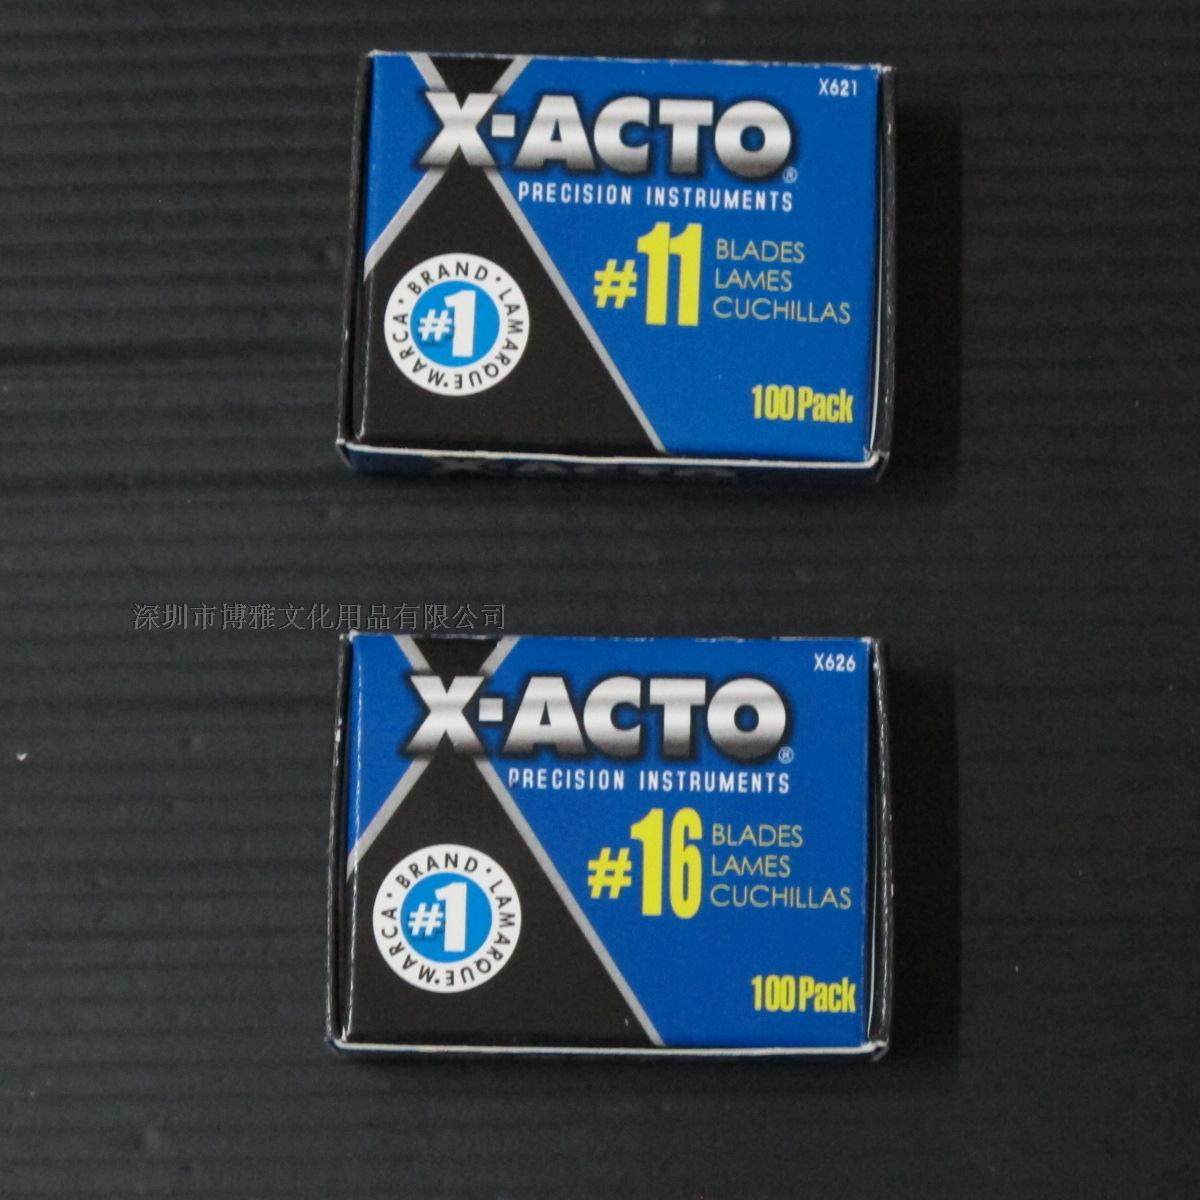 X621
X-ACTO®
PRECISION INSTRUMENTS
#11 BLADES
LAMES
CUCHILLAS
BRAND • LAMARQUE • MARCA •
#1
100 Pack
X-ACTO
深圳市博雅文化用品有限公司
X626
X-ACTO®
PRECISION INSTRUMENTS
#16 BLADES
LAMES
CUCHILLAS
BRAND • LAMARQUE • MARCA •
#1
100 Pack